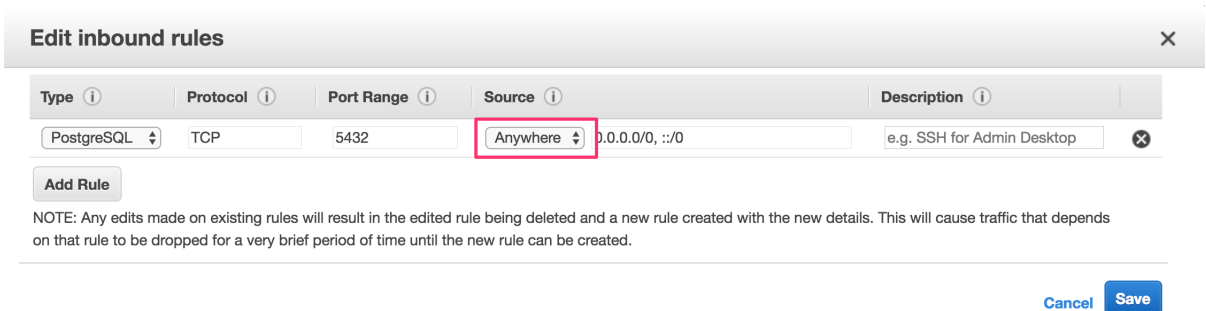 Edit inbound rules
Type Protocol Port Range Source Description
PostgreSQL TCP 5432 Anywhere 0.0.0.0/0, ::/0 e.g. SSH for Admin Desktop
Add Rule
NOTE: Any edits made on existing rules will result in the edited rule being deleted and a new rule created with the new details. This will cause traffic that depends
on that rule to be dropped for a very brief period of time until the new rule can be created.
Cancel Save